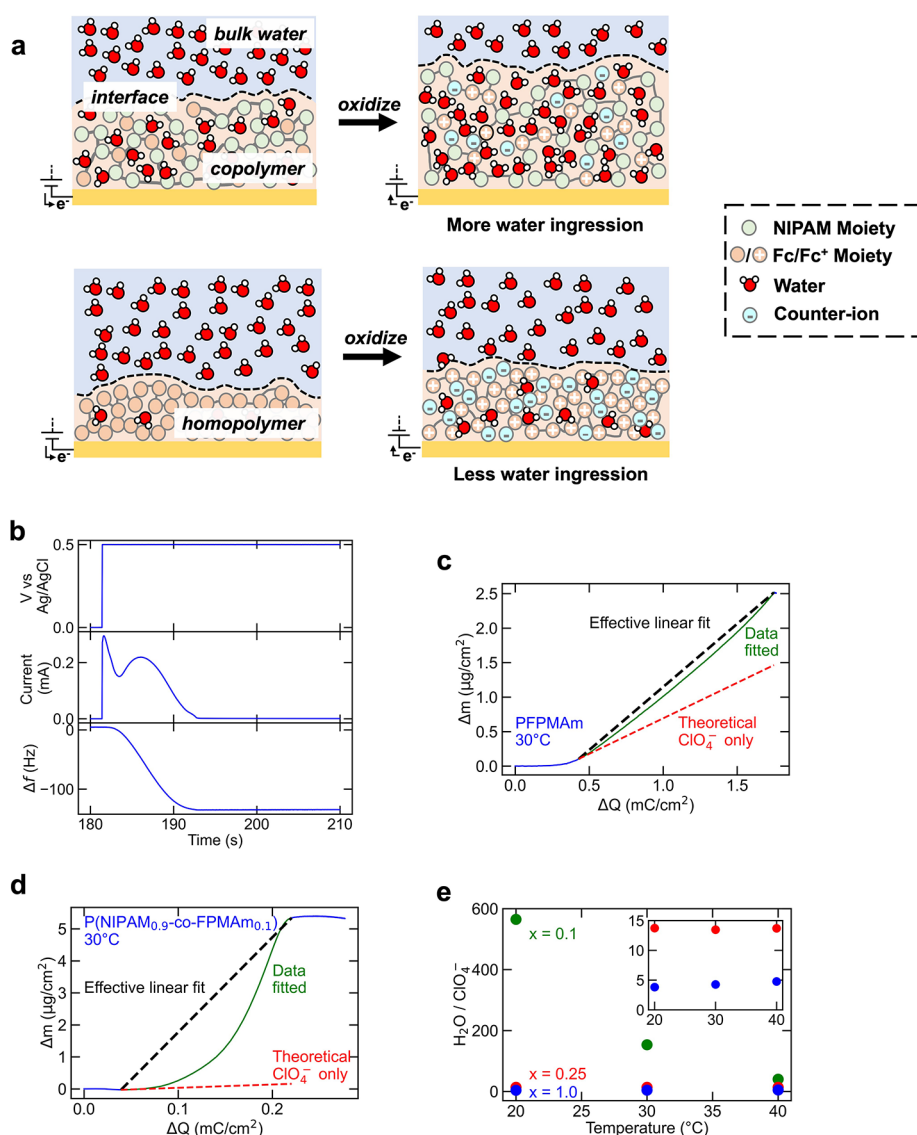 a
bulk water
interface
copolymer
e-
oxidize
e-
More water ingression
homopolymer
e-
oxidize
e-
Less water ingression
NIPAM Moiety
+
/ Fc/Fc⁺ Moiety
Water
Counter-ion
b
V vs
Ag/AgCl
0.5
0.0
Current
(mA)
0.2
0.0
Δf (Hz)
0
−100
180 190 200 210
Time (s)
c
Δm (µg/cm²)
2.5
2.0
1.5
1.0
0.5
0.0
Effective linear fit
Data
fitted
PFPMAm
30°C
Theoretical
ClO₄⁻ only
0.0 0.5 1.0 1.5
ΔQ (mC/cm²)
d
Δm (µg/cm²)
5
4
3
2
1
0
P(NIPAM₀.₉-co-FPMAm₀.₁)
30°C
Effective linear fit
Data
fitted
Theoretical
ClO₄⁻ only
0.0 0.1 0.2
ΔQ (mC/cm²)
e
H₂O / ClO₄⁻
600
400
200
0
x = 0.1
x = 0.25
x = 1.0
15
10
5
0
20 30 40
20 25 30 35 40
Temperature (°C)